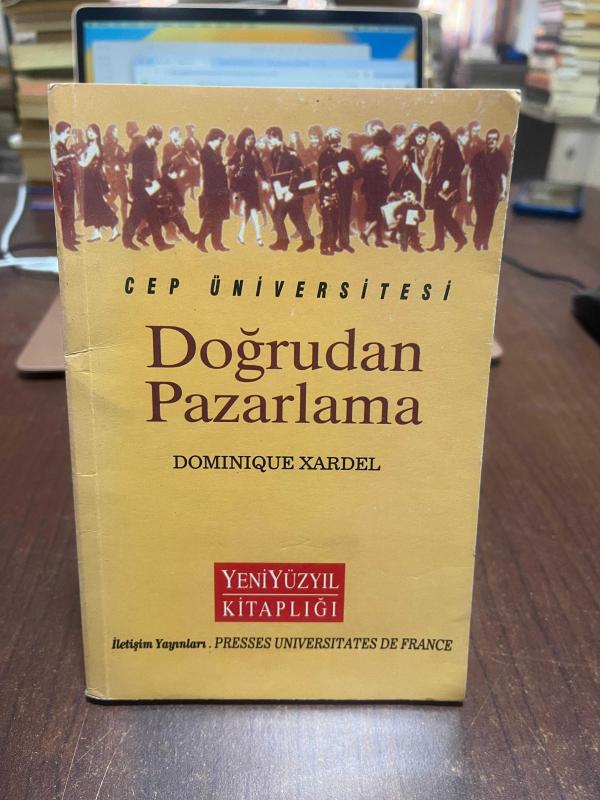 CEP ÜNİVERSİTESİ
Doğrudan
Pazarlama
DOMINIQUE XARDEL
YENİYÜZYIL
KİTAPLIĞI
İletişim Yayınları . PRESSES UNIVERSITATES DE FRANCE